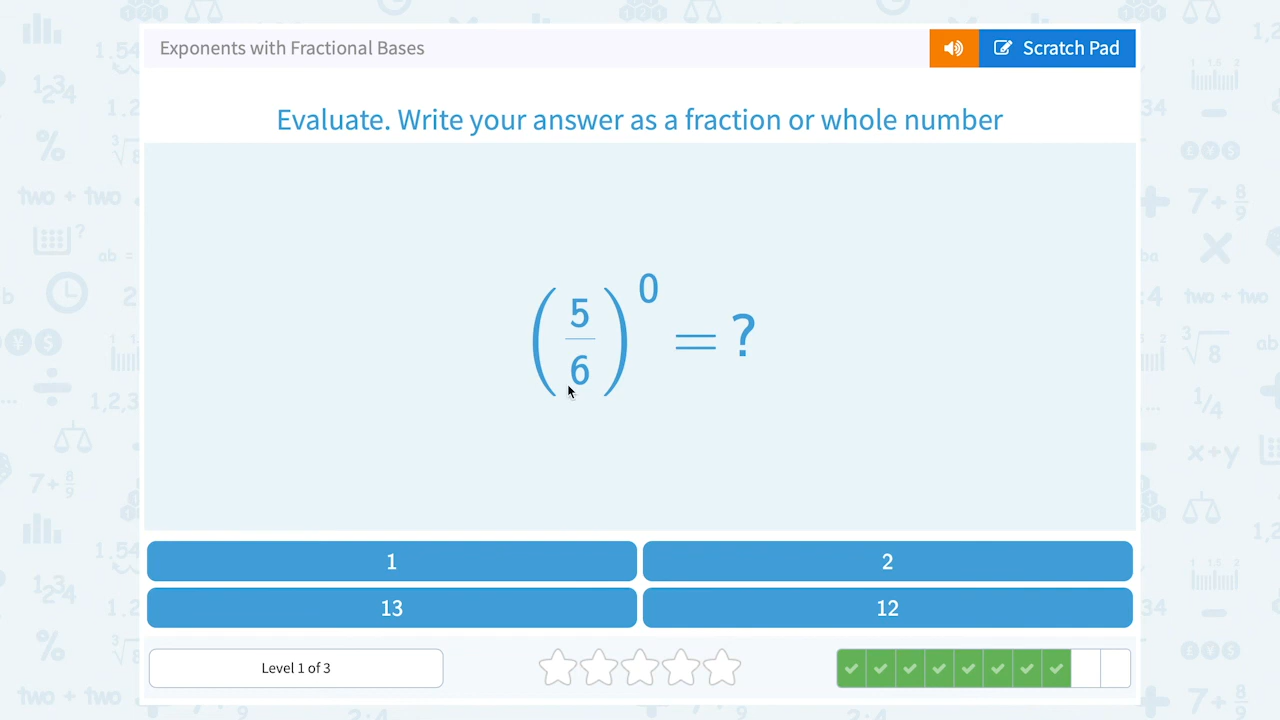 Exponents with Fractional Bases
Scratch Pad
Evaluate. Write your answer as a fraction or whole number
(5/6)^0 = ?
1
2
13
12
Level 1 of 3